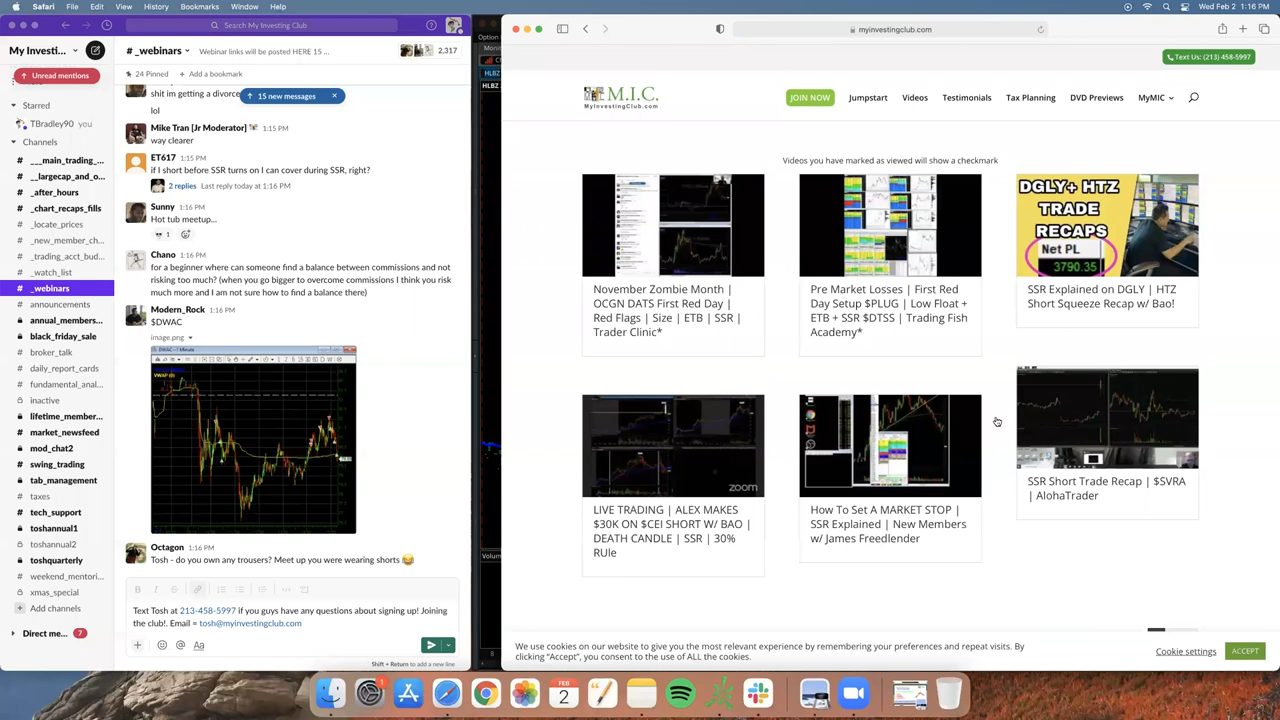 Safari File Edit View History Bookmarks Develop Window Help
Wed Feb 2 1:16 PM
Search My Investing Club
My Investi...
Unread mentions
Starred
TBradley90 you
Channels
___main_trading_...
__largecap_and_o...
_after_hours
_chart_recaps_fills
_locate_prices
_new_member_ch...
_trading_acct_bud...
_watch_list
_webinars
announcements
annual_members...
black_friday_sale
broker_talk
daily_report_cards
fundamental_anal...
inactive
lifetime_member...
market_newsfeed
mod_chat2
swing_trading
tab_management
taxes
tech_support
toshannual1
toshannual2
toshquarterly
weekend_mentori...
xmas_special
Add channels
Direct me... 7
# _webinars
Webinar links will be posted HERE 15 ...
2,317
24 Pinned
Add a bookmark
shit im getting a divorce
15 new messages
lol
Mike Tran [Jr Moderator] 1:15 PM
way clearer
ET617 1:15 PM
if I short before SSR turns on I can cover during SSR, right?
2 replies Last reply today at 1:16 PM
Sunny 1:16 PM
Hot tub meetup...
1
Chano 1:16 PM
for a beginner where can someone find a balance between commissions and not
risking too much? (when you go bigger to overcome commissions I think you risk
much more and I am not sure how to find a balance there)
Modern_Rock 1:16 PM
$DWAC
image.png
VWAP (0)
Octagon 1:16 PM
Tosh - do you own any trousers? Meet up you were wearing shorts
Text Tosh at 213-458-5997 if you guys have any questions about signing up! Joining
the club!. Email = tosh@myinvestingclub.com
Aa
Shift + Return to add a new line
Option
HLBZ
Volum
myinvestingclub.com
Text Us: (213) 458-5997
M.I.C.
MyInvestingClub.com
JOIN NOW
Jumpstart
Videos
Testimonials
Tax Planning
DVD Reviews
MyMIC
Videos you have marked as viewed will show a checkmark
November Zombie Month |
OCGN DATS First Red Day |
Red Flags | Size | ETB | SSR |
Trader Clinic*
Pre Market Losses | First Red
Day Setup $PLUG | Low Float +
ETB + SSR $OESS | Trading Fish
Academy*
DGLY + HTZ
TRADE
RECAPS
Net P/L
SSR Explained on DGLY | HTZ
Short Squeeze Recap w/ Bao!
zoom
LIVE TRADING | ALEX MAKES
$30K ON $CEI SHORT W/ BAO |
DEATH CANDLE | SSR | 30%
RUle
How To Set A MARKET STOP |
SSR Explained | New Members
w/ James Freedlender
SSR Short Trade Recap | $SVRA
| AlohaTrader
We use cookies on our website to give you the most relevant experience by remembering your preferences and repeat visits. By
clicking "Accept", you consent to the use of ALL the cookies.
Cookie settings
ACCEPT
FEB
2
1